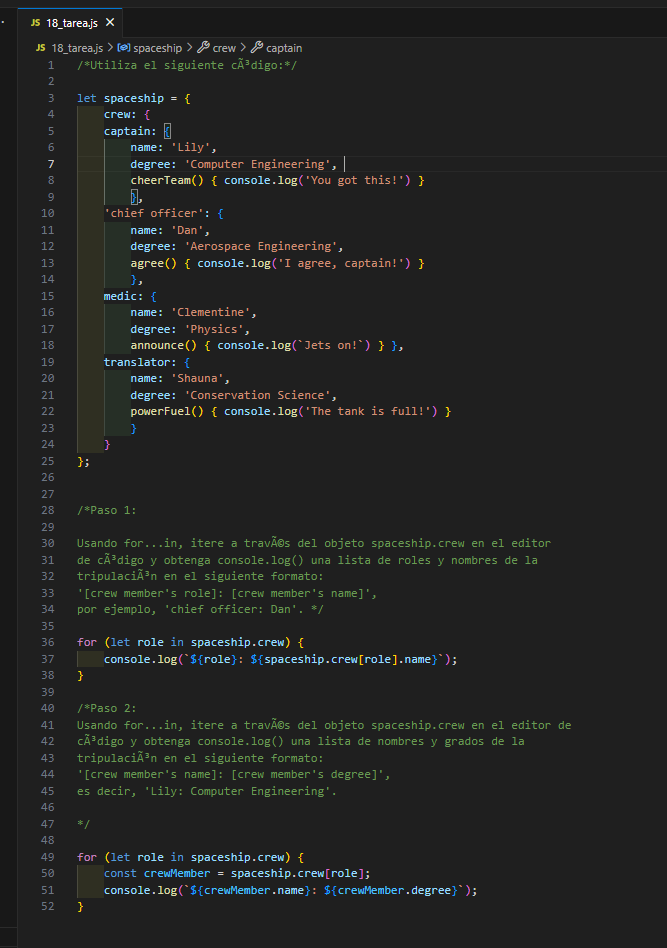 JS 18_tarea.js ×
JS 18_tarea.js > spaceship > crew > captain
1 /*Utiliza el siguiente cÃ³digo:*/
2
3 let spaceship = {
4     crew: {
5     captain: {
6         name: 'Lily',
7         degree: 'Computer Engineering',
8         cheerTeam() { console.log('You got this!') }
9         },
10     'chief officer': {
11         name: 'Dan',
12         degree: 'Aerospace Engineering',
13         agree() { console.log('I agree, captain!') }
14         },
15     medic: {
16         name: 'Clementine',
17         degree: 'Physics',
18         announce() { console.log(`Jets on!`) } },
19     translator: {
20         name: 'Shauna',
21         degree: 'Conservation Science',
22         powerFuel() { console.log('The tank is full!') }
23         }
24     }
25 };
26
27
28 /*Paso 1:
29
30 Usando for...in, itere a travÃ©s del objeto spaceship.crew en el editor
31 de cÃ³digo y obtenga console.log() una lista de roles y nombres de la
32 tripulaciÃ³n en el siguiente formato:
33 '[crew member's role]: [crew member's name]',
34 por ejemplo, 'chief officer: Dan'. */
35
36 for (let role in spaceship.crew) {
37     console.log(`${role}: ${spaceship.crew[role].name}`);
38 }
39
40 /*Paso 2:
41 Usando for...in, itere a travÃ©s del objeto spaceship.crew en el editor de
42 cÃ³digo y obtenga console.log() una lista de nombres y grados de la
43 tripulaciÃ³n en el siguiente formato:
44 '[crew member's name]: [crew member's degree]',
45 es decir, 'Lily: Computer Engineering'.
46
47 */
48
49 for (let role in spaceship.crew) {
50     const crewMember = spaceship.crew[role];
51     console.log(`${crewMember.name}: ${crewMember.degree}`);
52 }